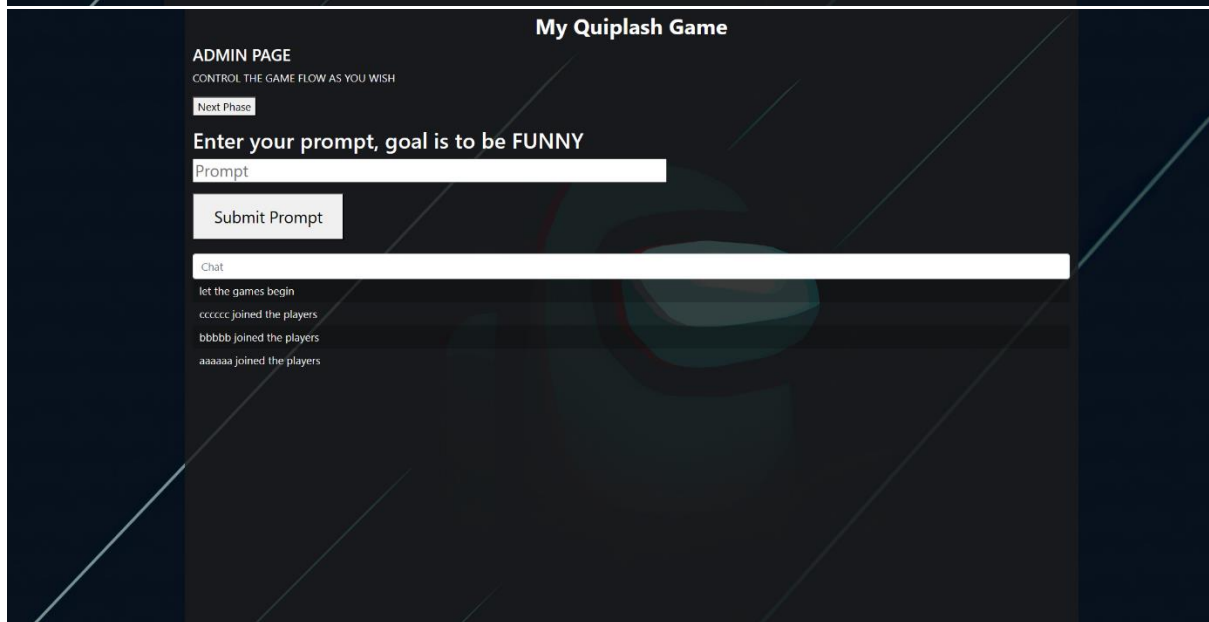 My Quiplash Game
ADMIN PAGE
CONTROL THE GAME FLOW AS YOU WISH
Next Phase
Enter your prompt, goal is to be FUNNY
Prompt
Submit Prompt
Chat
let the games begin
cccccc joined the players
bbbbb joined the players
aaaaaa joined the players